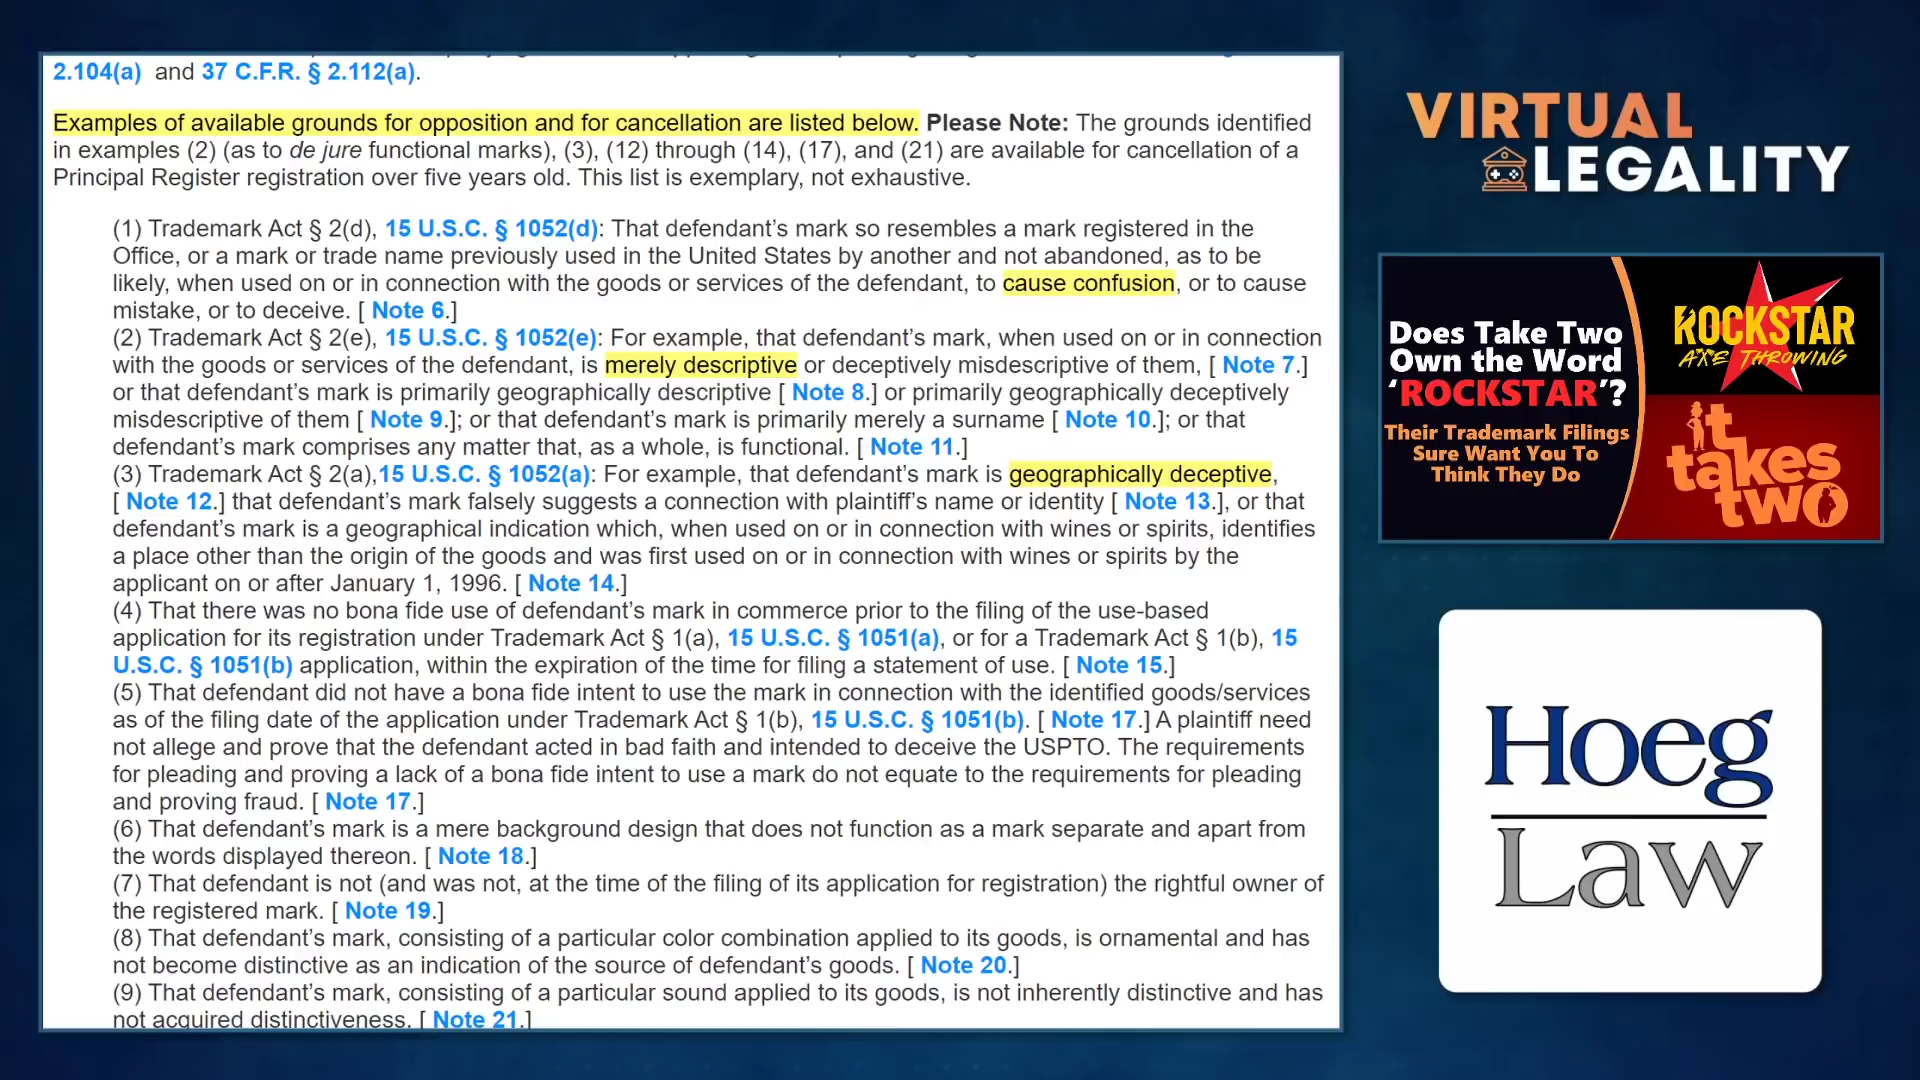 2.104(a) and 37 C.F.R. § 2.112(a).
Examples of available grounds for opposition and for cancellation are listed below. Please Note: The grounds identified
in examples (2) (as to de jure functional marks), (3), (12) through (14), (17), and (21) are available for cancellation of a
Principal Register registration over five years old. This list is exemplary, not exhaustive.
(1) Trademark Act § 2(d), 15 U.S.C. § 1052(d): That defendant’s mark so resembles a mark registered in the
Office, or a mark or trade name previously used in the United States by another and not abandoned, as to be
likely, when used on or in connection with the goods or services of the defendant, to cause confusion, or to cause
mistake, or to deceive. [ Note 6.]
(2) Trademark Act § 2(e), 15 U.S.C. § 1052(e): For example, that defendant’s mark, when used on or in connection
with the goods or services of the defendant, is merely descriptive or deceptively misdescriptive of them, [ Note 7.]
or that defendant’s mark is primarily geographically descriptive [ Note 8.] or primarily geographically deceptively
misdescriptive of them [ Note 9.]; or that defendant’s mark is primarily merely a surname [ Note 10.]; or that
defendant’s mark comprises any matter that, as a whole, is functional. [ Note 11.]
(3) Trademark Act § 2(a),15 U.S.C. § 1052(a): For example, that defendant’s mark is geographically deceptive,
[ Note 12.] that defendant’s mark falsely suggests a connection with plaintiff’s name or identity [ Note 13.], or that
defendant’s mark is a geographical indication which, when used on or in connection with wines or spirits, identifies
a place other than the origin of the goods and was first used on or in connection with wines or spirits by the
applicant on or after January 1, 1996. [ Note 14.]
(4) That there was no bona fide use of defendant’s mark in commerce prior to the filing of the use-based
application for its registration under Trademark Act § 1(a), 15 U.S.C. § 1051(a), or for a Trademark Act § 1(b), 15
U.S.C. § 1051(b) application, within the expiration of the time for filing a statement of use. [ Note 15.]
(5) That defendant did not have a bona fide intent to use the mark in connection with the identified goods/services
as of the filing date of the application under Trademark Act § 1(b), 15 U.S.C. § 1051(b). [ Note 17.] A plaintiff need
not allege and prove that the defendant acted in bad faith and intended to deceive the USPTO. The requirements
for pleading and proving a lack of a bona fide intent to use a mark do not equate to the requirements for pleading
and proving fraud. [ Note 17.]
(6) That defendant’s mark is a mere background design that does not function as a mark separate and apart from
the words displayed thereon. [ Note 18.]
(7) That defendant is not (and was not, at the time of the filing of its application for registration) the rightful owner of
the registered mark. [ Note 19.]
(8) That defendant’s mark, consisting of a particular color combination applied to its goods, is ornamental and has
not become distinctive as an indication of the source of defendant’s goods. [ Note 20.]
(9) That defendant’s mark, consisting of a particular sound applied to its goods, is not inherently distinctive and has
not acquired distinctiveness. [ Note 21.]
VIRTUAL
LEGALITY
Does Take Two
Own the Word
‘ROCKSTAR’?
Their Trademark Filings
Sure Want You To
Think They Do
ROCKSTAR
AXE THROWING
it
takes
two
Hoeg
Law